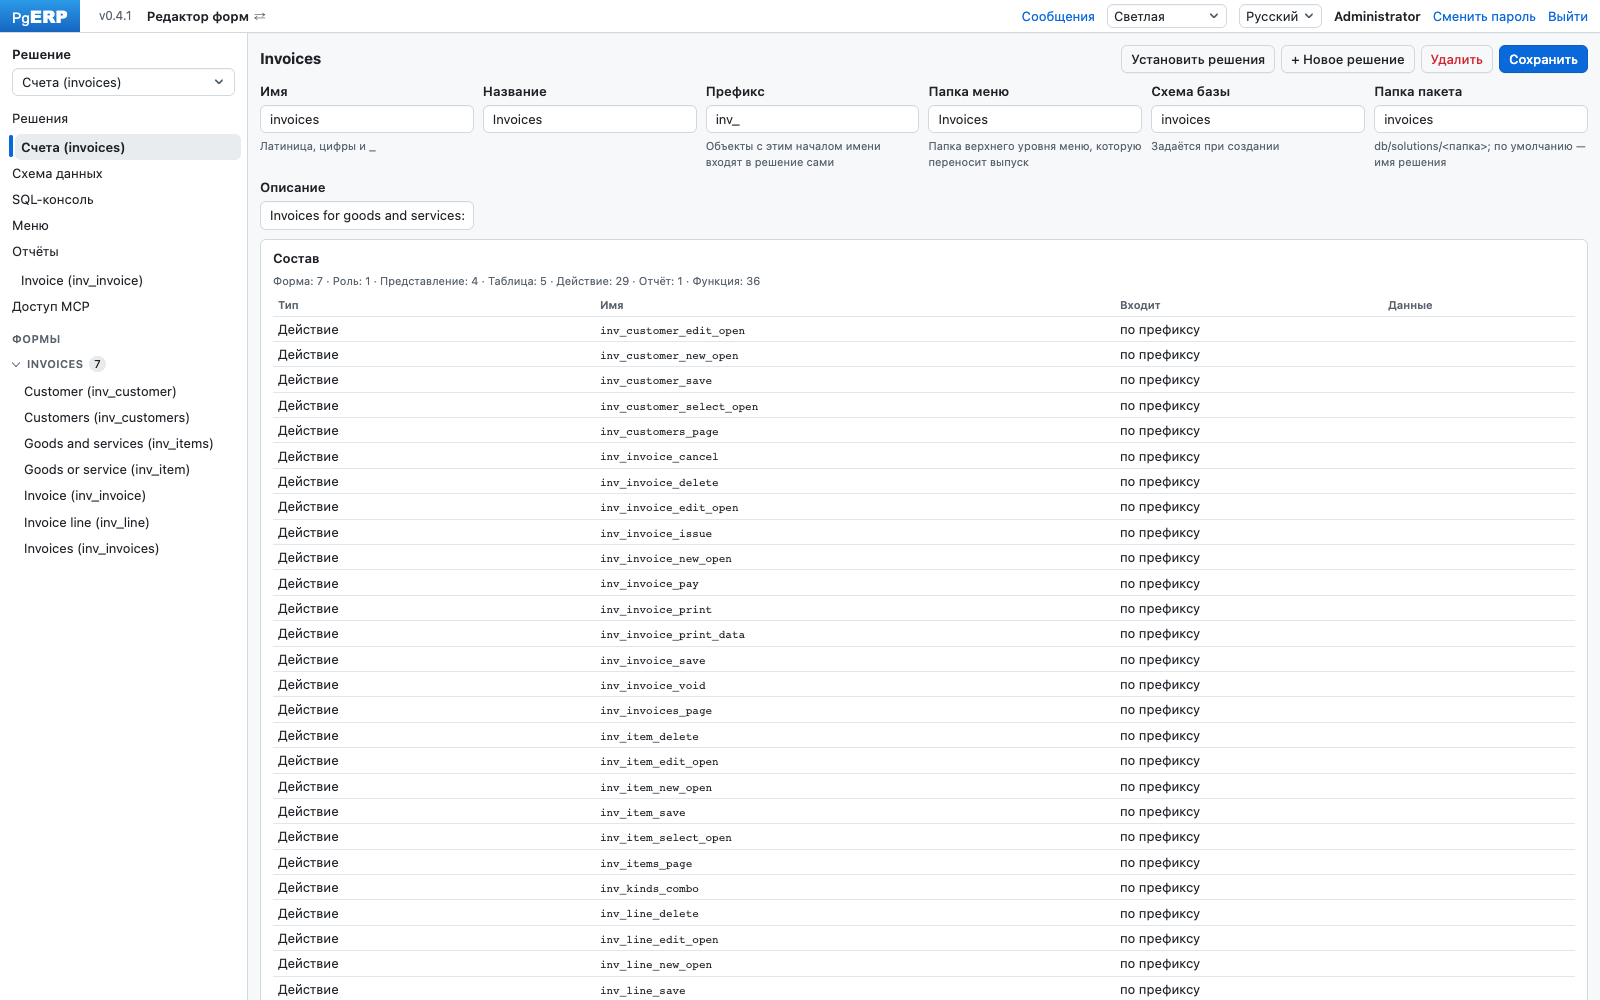 PgERP
v0.4.1
Редактор форм ⇄
Сообщения
Светлая
Русский
Administrator
Сменить пароль
Выйти
Решение
Счета (invoices)
Решения
Счета (invoices)
Схема данных
SQL-консоль
Меню
Отчёты
Invoice (inv_invoice)
Доступ MCP
ФОРМЫ
INVOICES 7
Customer (inv_customer)
Customers (inv_customers)
Goods and services (inv_items)
Goods or service (inv_item)
Invoice (inv_invoice)
Invoice line (inv_line)
Invoices (inv_invoices)
Invoices
Установить решения
+ Новое решение
Удалить
Сохранить
Имя
invoices
Латиница, цифры и _
Название
Invoices
Префикс
inv_
Объекты с этим началом имени
входят в решение сами
Папка меню
Invoices
Папка верхнего уровня меню, которую
переносит выпуск
Схема базы
invoices
Задаётся при создании
Папка пакета
invoices
db/solutions/<папка>; по умолчанию —
имя решения
Описание
Invoices for goods and services:
Состав
Форма: 7 · Роль: 1 · Представление: 4 · Таблица: 5 · Действие: 29 · Отчёт: 1 · Функция: 36
Тип Имя Входит Данные
Действие inv_customer_edit_open по префиксу
Действие inv_customer_new_open по префиксу
Действие inv_customer_save по префиксу
Действие inv_customer_select_open по префиксу
Действие inv_customers_page по префиксу
Действие inv_invoice_cancel по префиксу
Действие inv_invoice_delete по префиксу
Действие inv_invoice_edit_open по префиксу
Действие inv_invoice_issue по префиксу
Действие inv_invoice_new_open по префиксу
Действие inv_invoice_pay по префиксу
Действие inv_invoice_print по префиксу
Действие inv_invoice_print_data по префиксу
Действие inv_invoice_save по префиксу
Действие inv_invoice_void по префиксу
Действие inv_invoices_page по префиксу
Действие inv_item_delete по префиксу
Действие inv_item_edit_open по префиксу
Действие inv_item_new_open по префиксу
Действие inv_item_save по префиксу
Действие inv_item_select_open по префиксу
Действие inv_items_page по префиксу
Действие inv_kinds_combo по префиксу
Действие inv_line_delete по префиксу
Действие inv_line_edit_open по префиксу
Действие inv_line_new_open по префиксу
Действие inv_line_save по префиксу